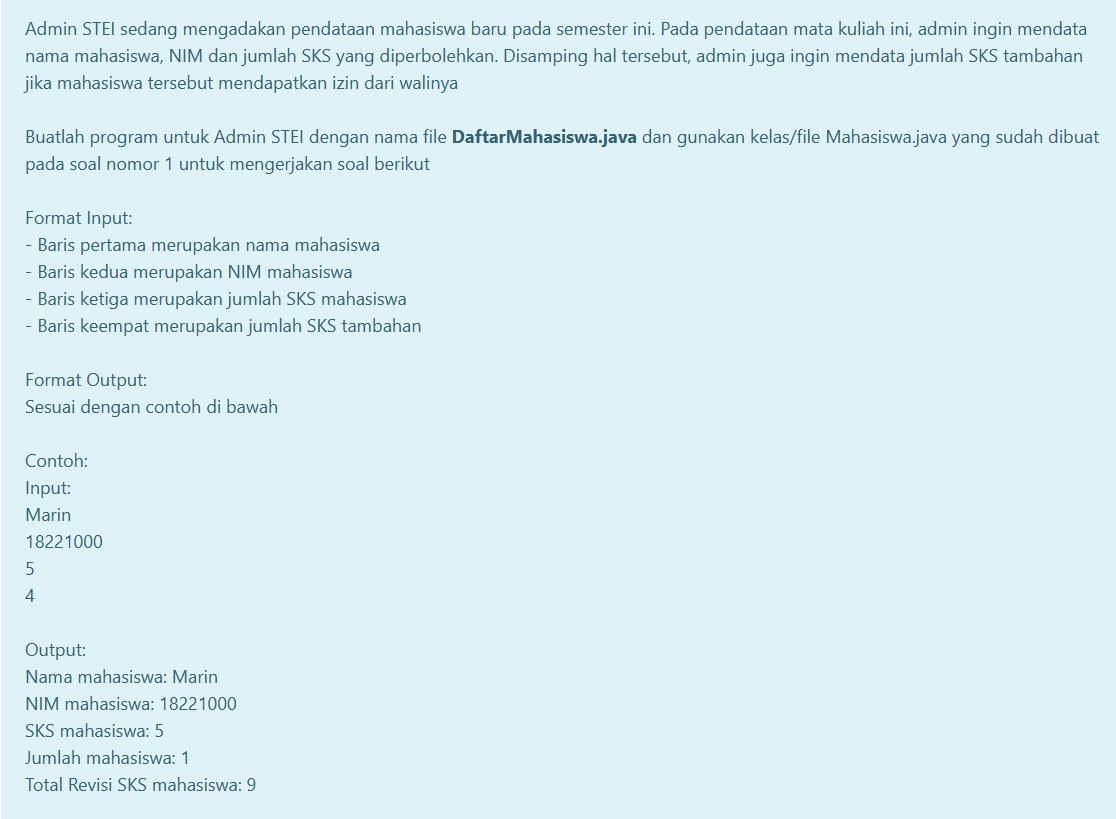 Admin STEI sedang mengadakan pendataan mahasiswa baru pada semester ini. Pada pendataan mata kuliah ini, admin ingin mendata
nama mahasiswa, NIM dan jumlah SKS yang diperbolehkan. Disamping hal tersebut, admin juga ingin mendata jumlah SKS tambahan
jika mahasiswa tersebut mendapatkan izin dari walinya
Buatlah program untuk Admin STEI dengan nama file DaftarMahasiswa.java dan gunakan kelas/file Mahasiswa.java yang sudah dibuat
pada soal nomor 1 untuk mengerjakan soal berikut
Format Input:
- Baris pertama merupakan nama mahasiswa
- Baris kedua merupakan NIM mahasiswa
- Baris ketiga merupakan jumlah SKS mahasiswa
- Baris keempat merupakan jumlah SKS tambahan
Format Output:
Sesuai dengan contoh di bawah
Contoh:
Input:
Marin
18221000
5
4
Output:
Nama mahasiswa: Marin
NIM mahasiswa: 18221000
SKS mahasiswa: 5
Jumlah mahasiswa: 1
Total Revisi SKS mahasiswa: 9